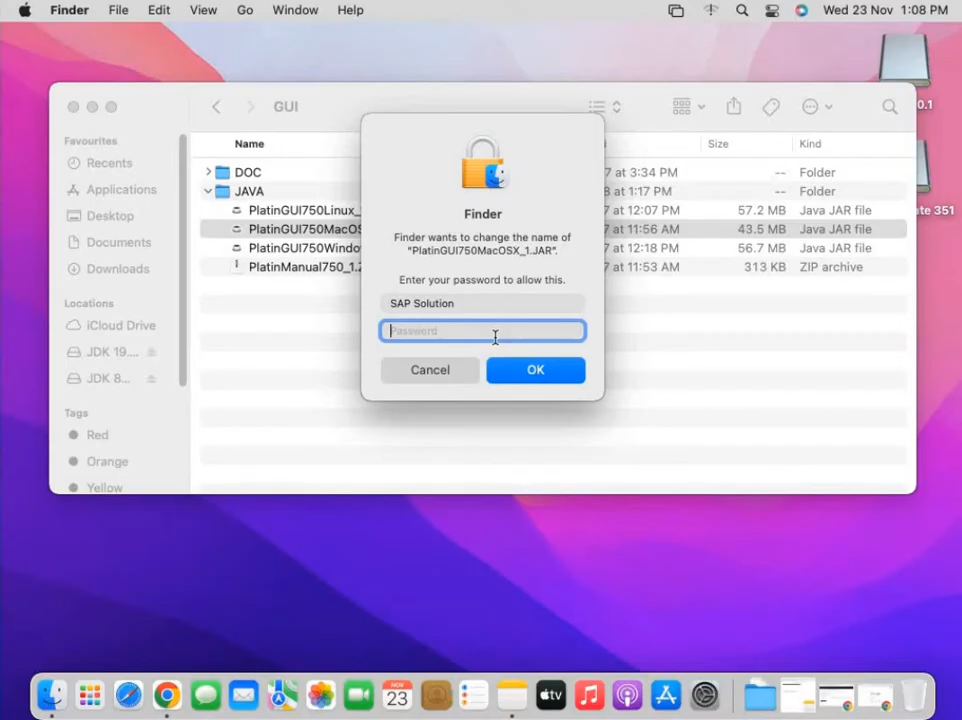 Finder File Edit View Go Window Help Wed 23 Nov 1:08 PM
0.1
GUI
Favourites
Name Size Kind
Recents
DOC 7 at 3:34 PM -- Folder
Applications
JAVA 8 at 1:17 PM -- Folder
PlatinGUI750Linux_ 7 at 12:07 PM 57.2 MB Java JAR file
ate 351
Desktop
PlatinGUI750MacOS 7 at 11:56 AM 43.5 MB Java JAR file
Documents
PlatinGUI750Windo 7 at 12:18 PM 56.7 MB Java JAR file
Downloads
PlatinManual750_1.Z 7 at 11:53 AM 313 KB ZIP archive
Locations
iCloud Drive
JDK 19....
JDK 8...
Tags
Red
Orange
Yellow
Finder
Finder wants to change the name of
"PlatinGUI750MacOSX_1.JAR".
Enter your password to allow this.
SAP Solution
Password
Cancel OK
NOV
23
tv